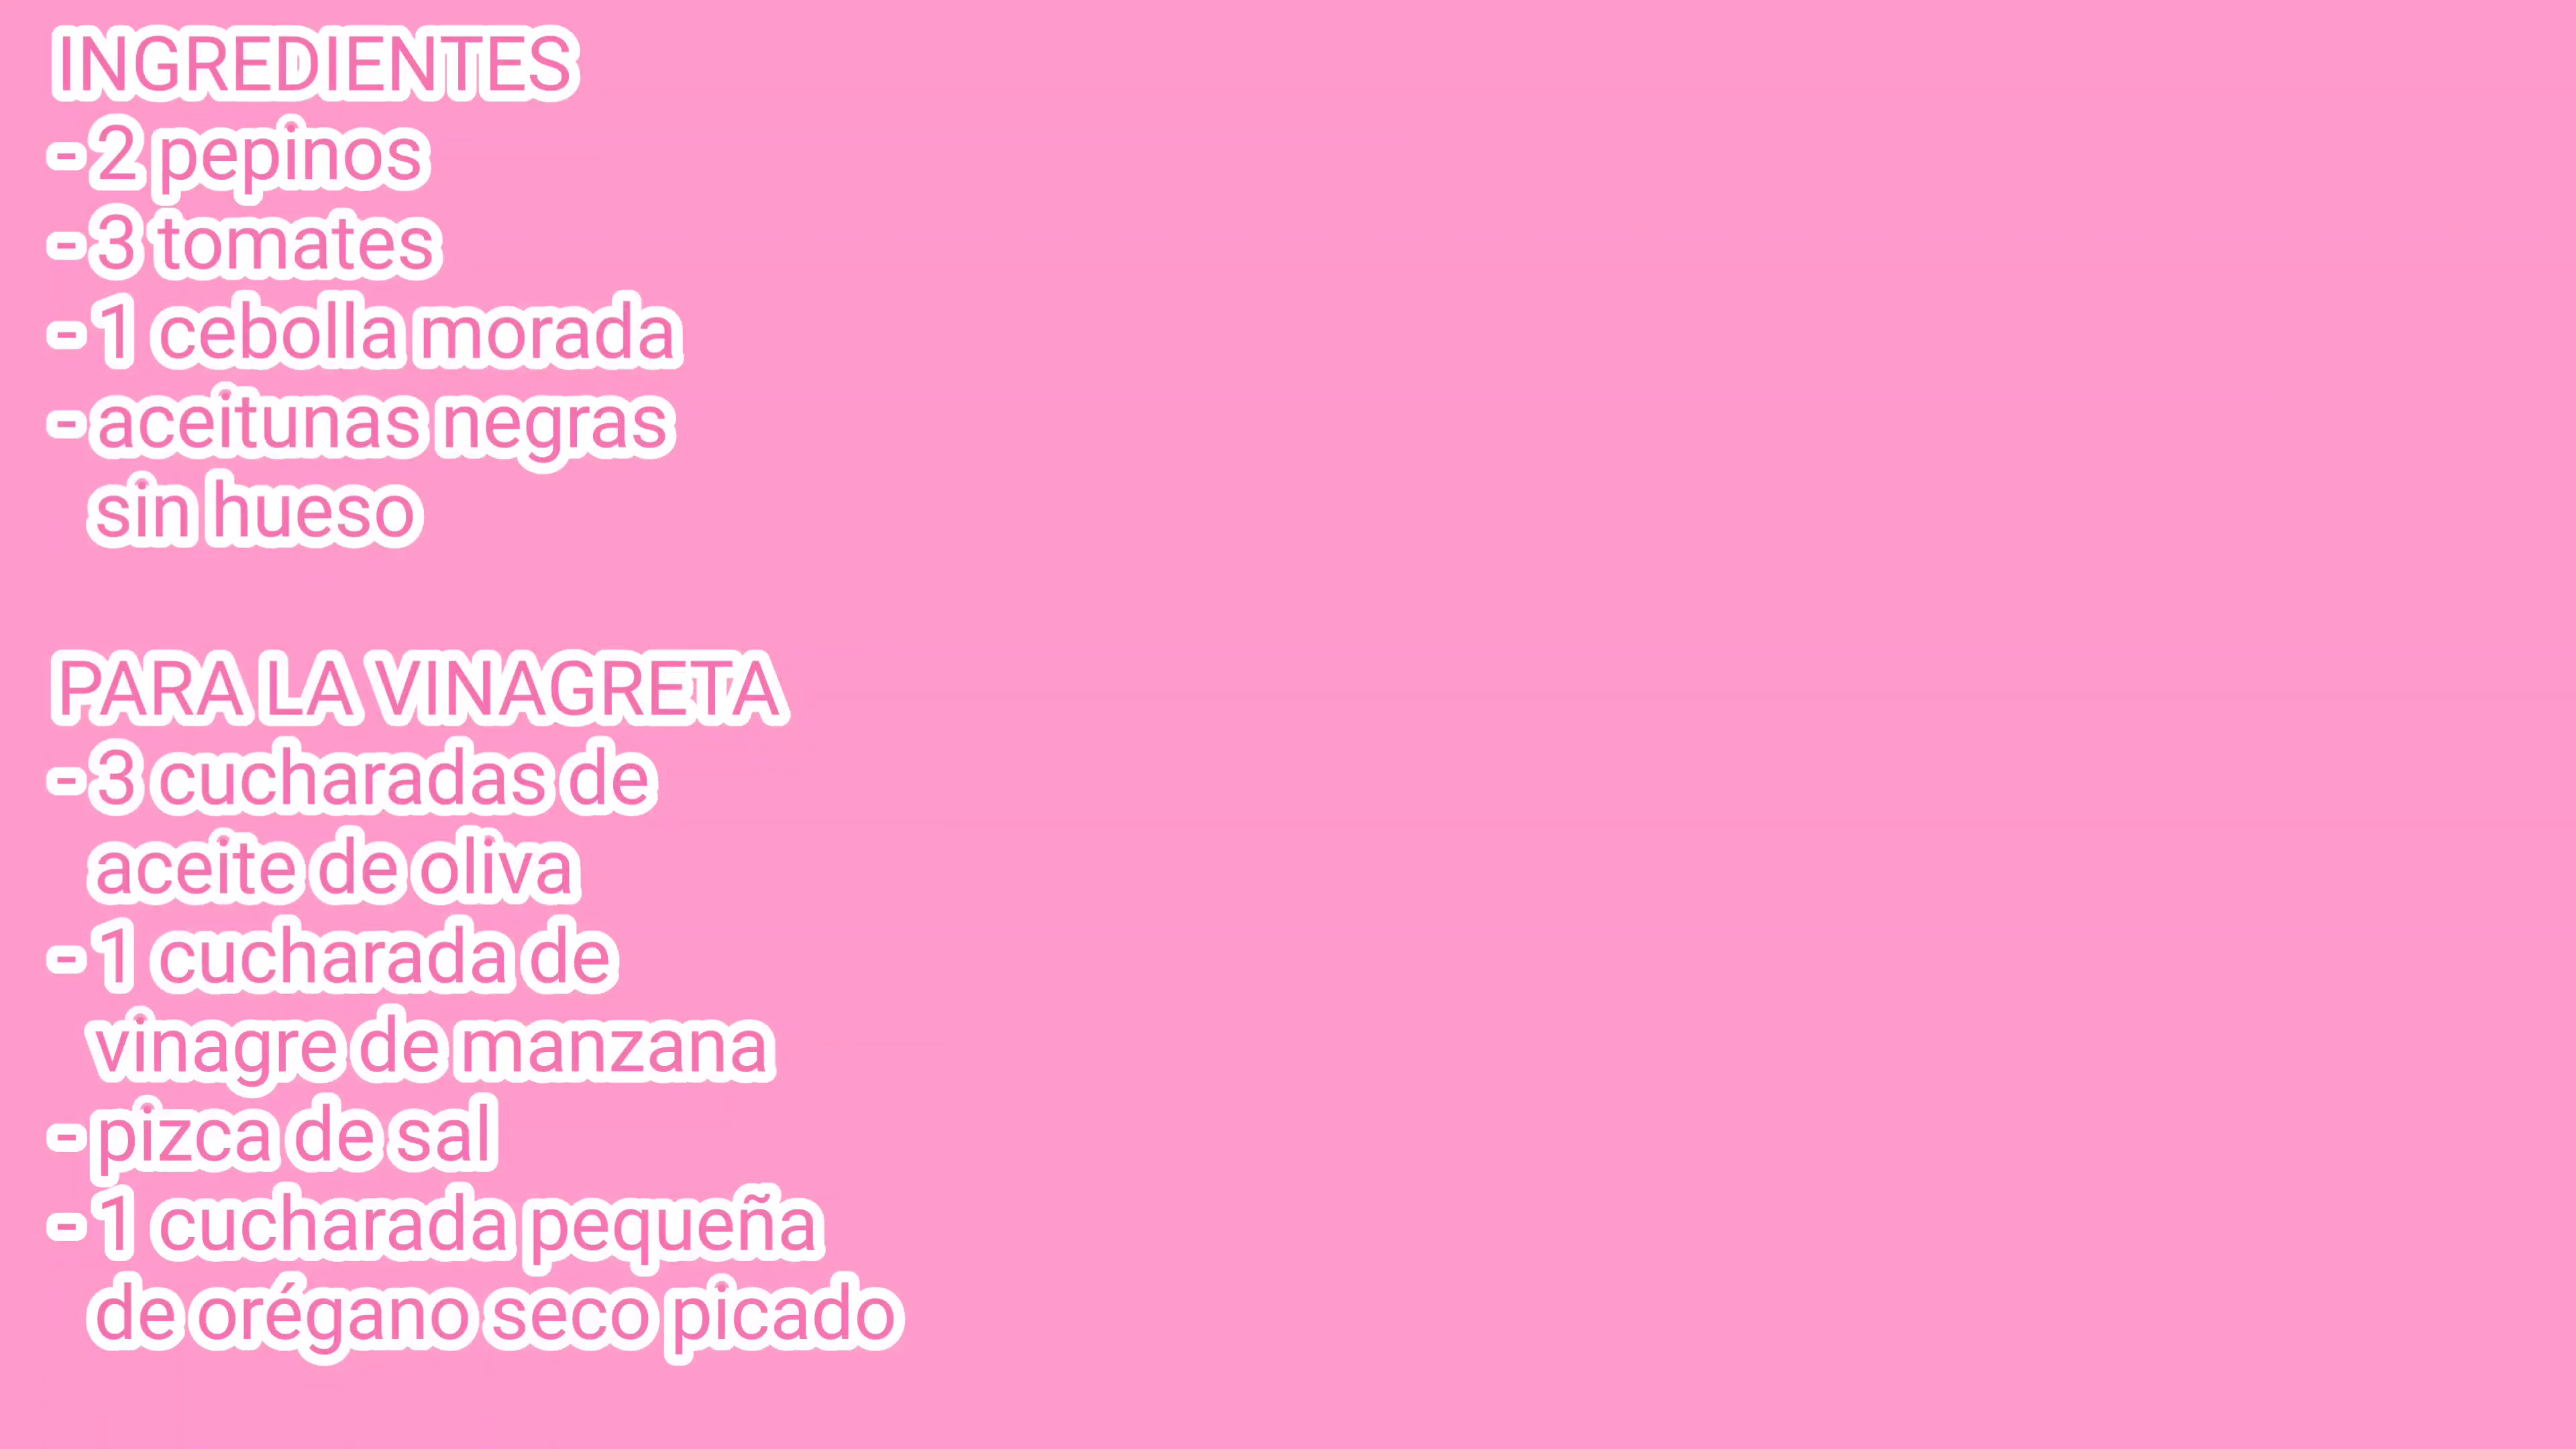 INGREDIENTES
- 2 pepinos
- 3 tomates
- 1 cebolla morada
- aceitunas negras
sin hueso
PARA LA VINAGRETA
- 3 cucharadas de
aceite de oliva
- 1 cucharada de
vinagre de manzana
- pizca de sal
- 1 cucharada pequeña
de orégano seco picado